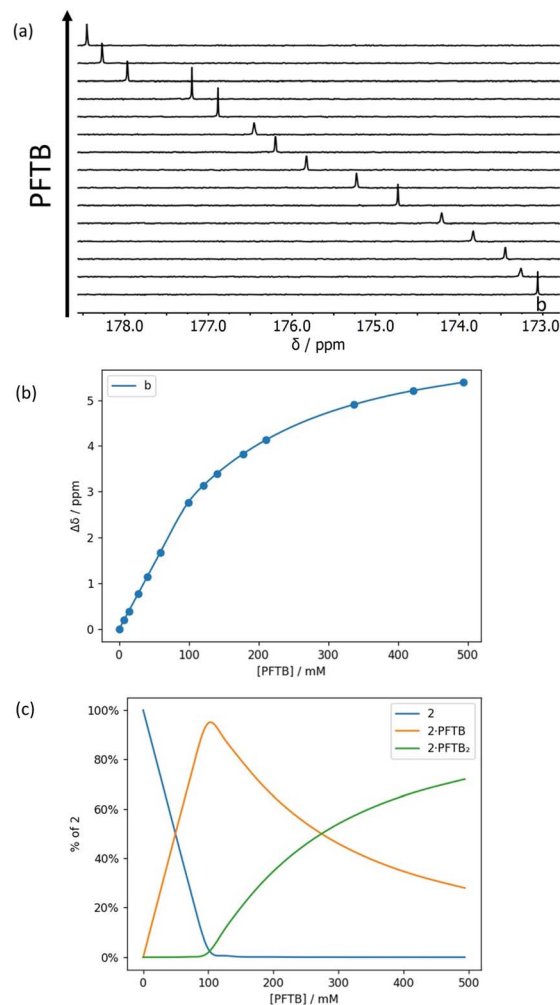 (a)
PFTB
b
178.0 177.0 176.0 175.0 174.0 173.0
δ / ppm
(b)
b
5
4
3
2
1
0
Δδ / ppm
0 100 200 300 400 500
[PFTB] / mM
(c)
2
2·PFTB
2·PFTB₂
100%
80%
60%
40%
20%
0%
% of 2
0 100 200 300 400 500
[PFTB] / mM